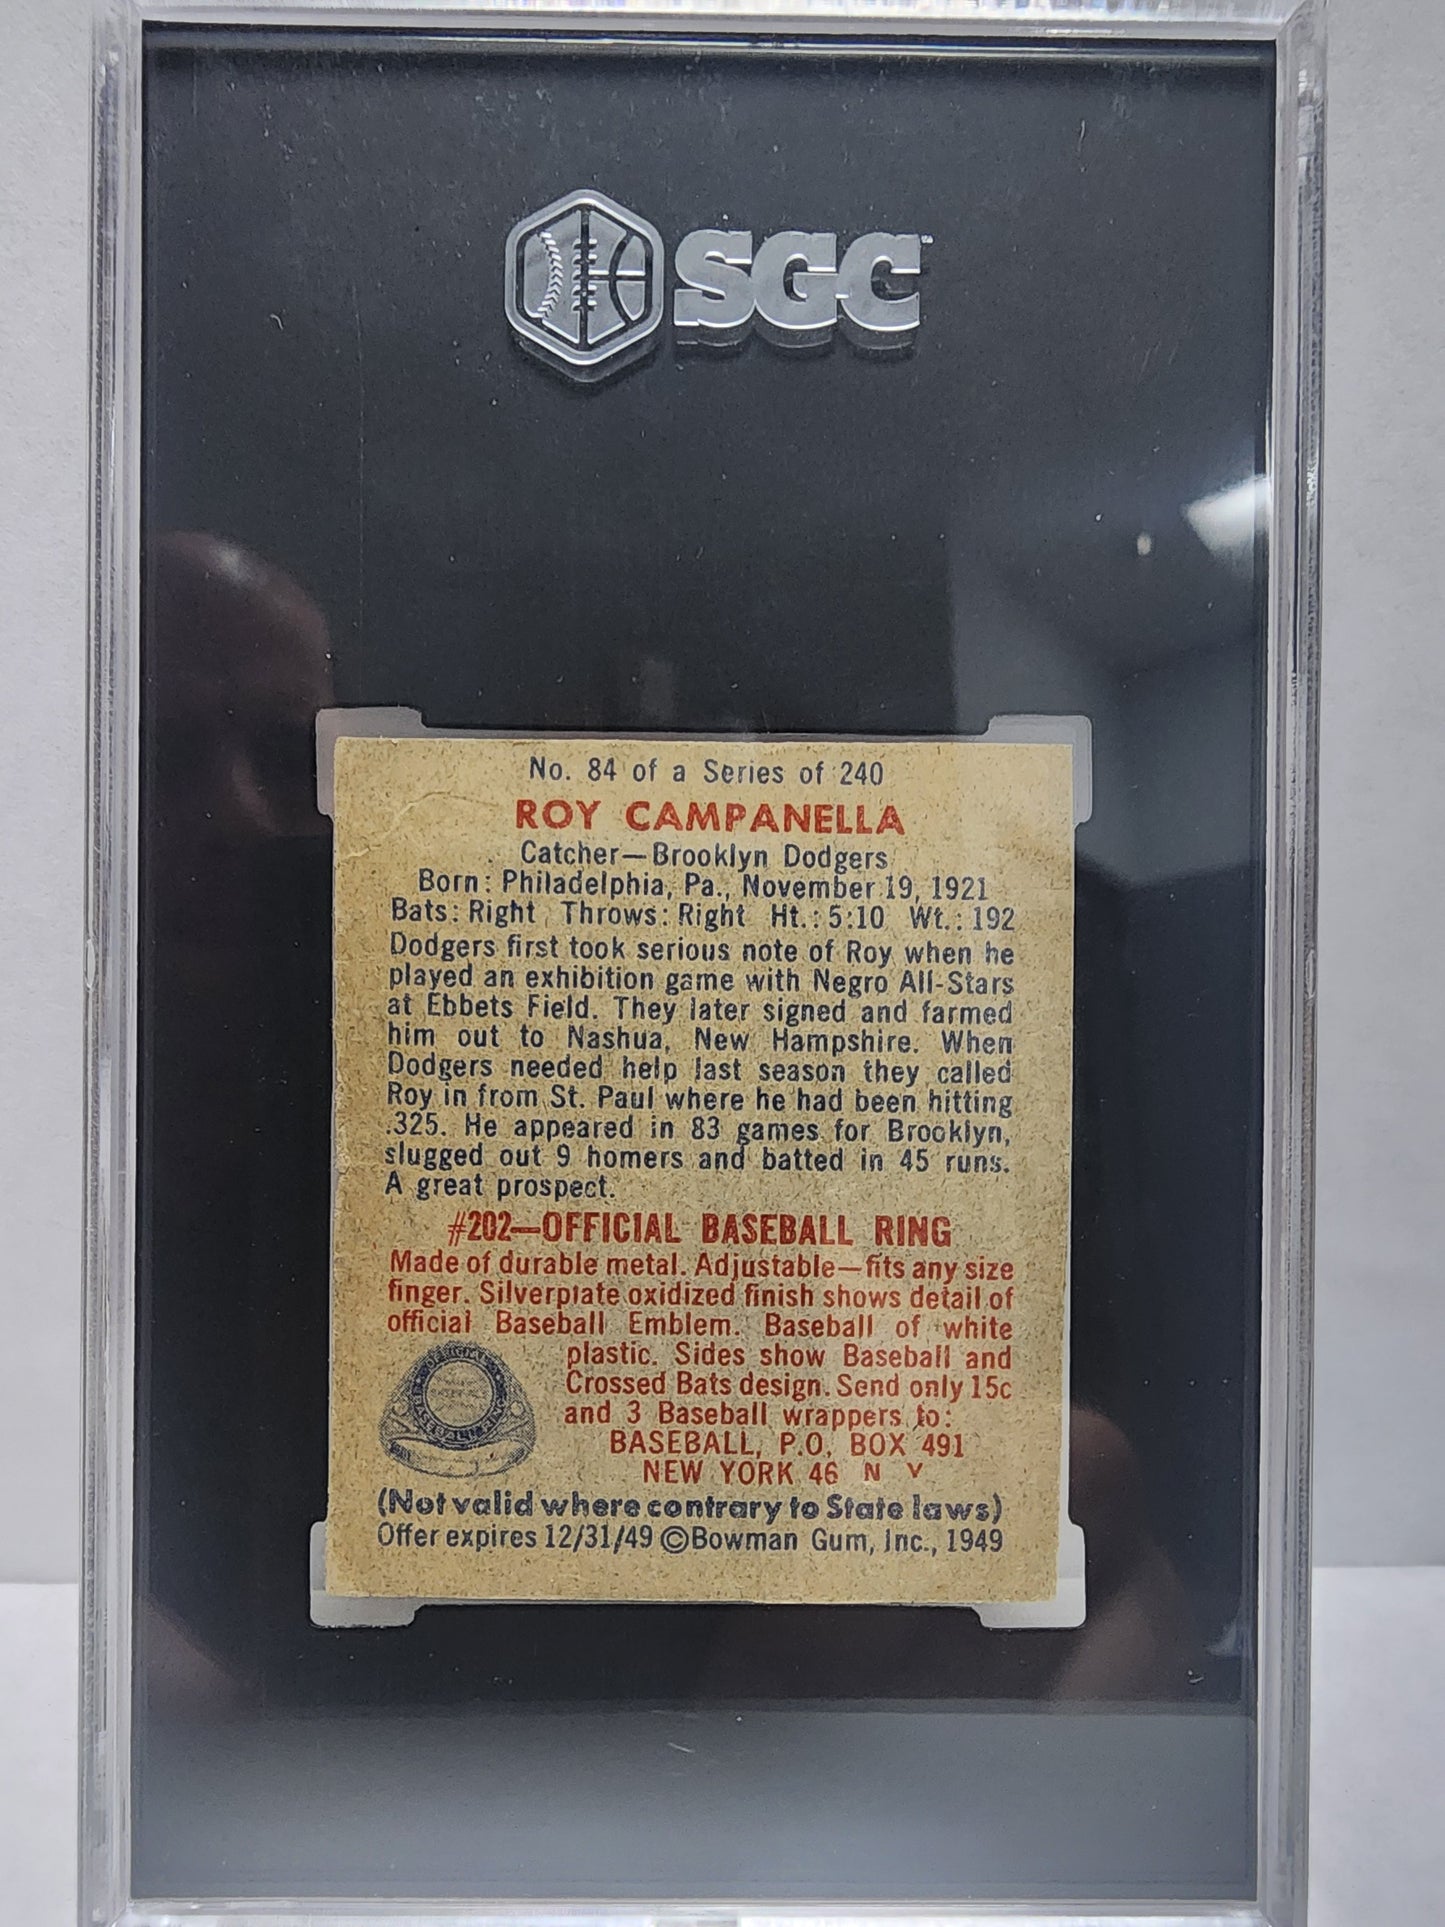 SGC
No. 84 of a Series of 240
ROY CAMPANELLA
Catcher—Brooklyn Dodgers
Born: Philadelphia, Pa., November 19, 1921
Bats: Right Throws: Right Ht.: 5:10 Wt.: 192
Dodgers first took serious note of Roy when he
played an exhibition game with Negro All-Stars
at Ebbets Field. They later signed and farmed
him out to Nashua, New Hampshire. When
Dodgers needed help last season they called
Roy in from St. Paul where he had been hitting
.325. He appeared in 83 games for Brooklyn,
slugged out 9 homers and batted in 45 runs.
A great prospect.
#202—OFFICIAL BASEBALL RING
Made of durable metal. Adjustable—fits any size
finger. Silverplate oxidized finish shows detail of
official Baseball Emblem. Baseball of white
plastic. Sides show Baseball and
Crossed Bats design. Send only 15c
and 3 Baseball wrappers to:
BASEBALL, P.O. BOX 491
NEW YORK 46 N Y
OFFICIAL
BASEBALL RING
(Not valid where contrary to State laws)
Offer expires 12/31/49 ©Bowman Gum, Inc., 1949